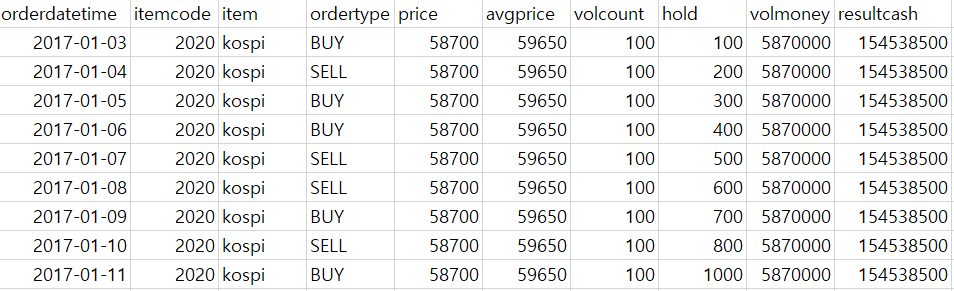 orderdatetime itemcode item ordertype price avgprice volcount hold volmoney resultcash
2017-01-03 2020 kospi BUY 58700 59650 100 100 5870000 154538500
2017-01-04 2020 kospi SELL 58700 59650 100 200 5870000 154538500
2017-01-05 2020 kospi BUY 58700 59650 100 300 5870000 154538500
2017-01-06 2020 kospi BUY 58700 59650 100 400 5870000 154538500
2017-01-07 2020 kospi SELL 58700 59650 100 500 5870000 154538500
2017-01-08 2020 kospi SELL 58700 59650 100 600 5870000 154538500
2017-01-09 2020 kospi BUY 58700 59650 100 700 5870000 154538500
2017-01-10 2020 kospi SELL 58700 59650 100 800 5870000 154538500
2017-01-11 2020 kospi BUY 58700 59650 100 1000 5870000 154538500